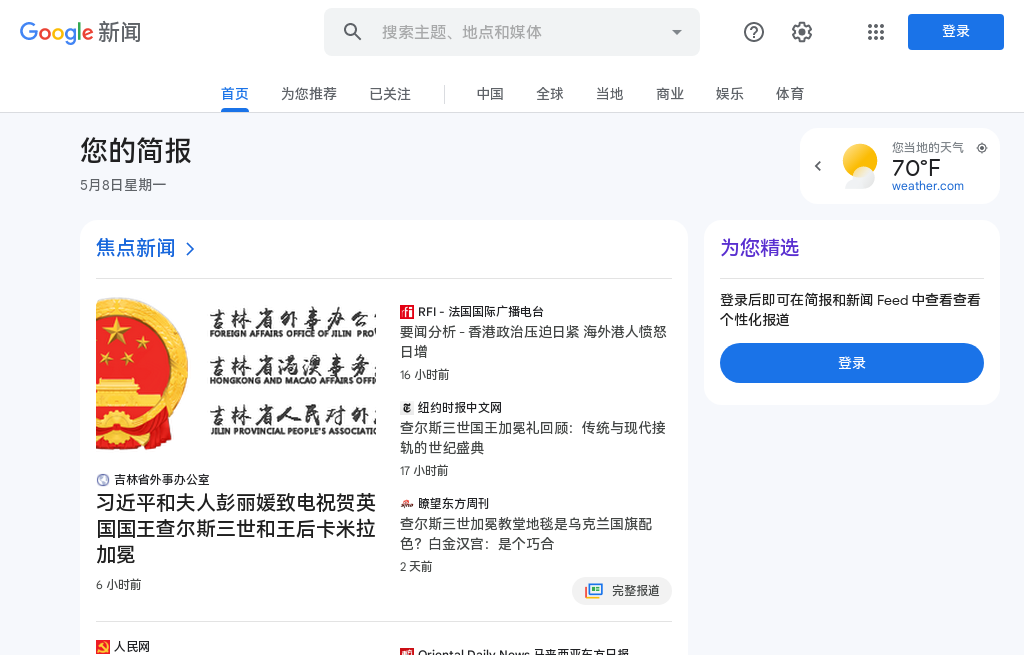 Google 新闻
搜索主题、地点和媒体
登录
首页
为您推荐
已关注
中国
全球
当地
商业
娱乐
体育
您的简报
5月8日星期一
您当地的天气
70°F
weather.com
焦点新闻
吉林省外事办公
FOREIGN AFFAIRS OFFICE OF JILIN PRO
吉林省港澳事务
HONGKONG AND MACAO AFFAIRS OFFI
吉林省人民对外
JILIN PROVINCIAL PEOPLE'S ASSOCIATIO
吉林省外事办公室
习近平和夫人彭丽媛致电祝贺英
国国王查尔斯三世和王后卡米拉
加冕
6 小时前
RFI - 法国国际广播电台
要闻分析 - 香港政治压迫日紧 海外港人愤怒
日增
16 小时前
纽约时报中文网
查尔斯三世国王加冕礼回顾：传统与现代接
轨的世纪盛典
17 小时前
瞭望东方周刊
查尔斯三世加冕教堂地毯是乌克兰国旗配
色？白金汉宫：是个巧合
2 天前
完整报道
为您精选
登录后即可在简报和新闻 Feed 中查看查看
个性化报道
登录
人民网
Oriental Daily News 马来西亚东方日报